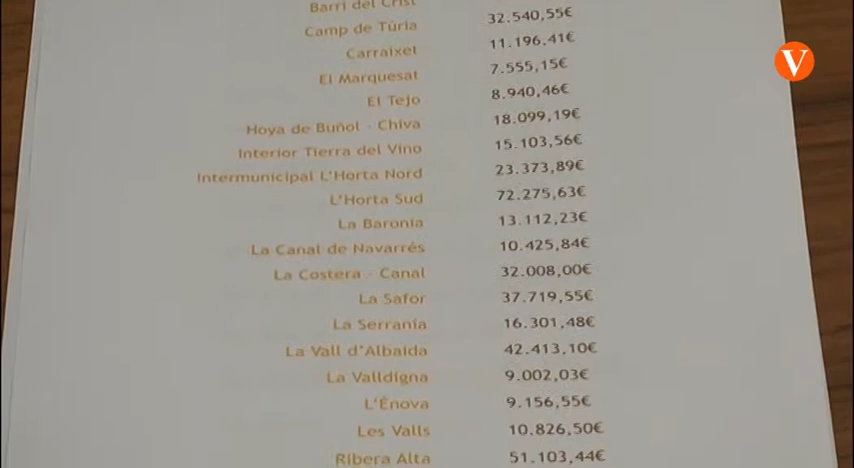 Barri del Crist
Camp de Túria 32.540,55€
Carraixet 11.196,41€
El Marquesat 7.555,15€
El Tejo 8.940,46€
Hoya de Buñol - Chiva 18.099,19€
Interior Tierra del Vino 15.103,56€
Intermunicipal L'Horta Nord 23.373,89€
L'Horta Sud 72.275,63€
La Baronia 13.112,23€
La Canal de Navarrés 10.425,84€
La Costera - Canal 32.008,00€
La Safor 37.719,55€
La Serranía 16.301,48€
La Vall d'Albaida 42.413,10€
La Valldigna 9.002,03€
L'Ènova 9.156,55€
Les Valls 10.826,50€
Ribera Alta 51.103,44€
V